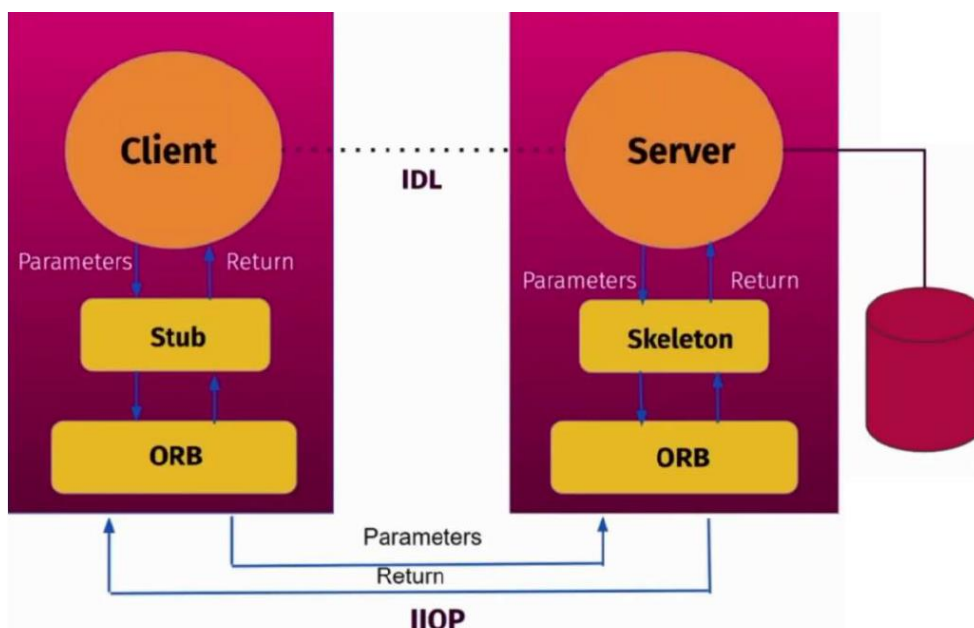 Client
Server
IDL
Parameters
Return
Parameters
Return
Stub
Skeleton
ORB
ORB
Parameters
Return
IIOP